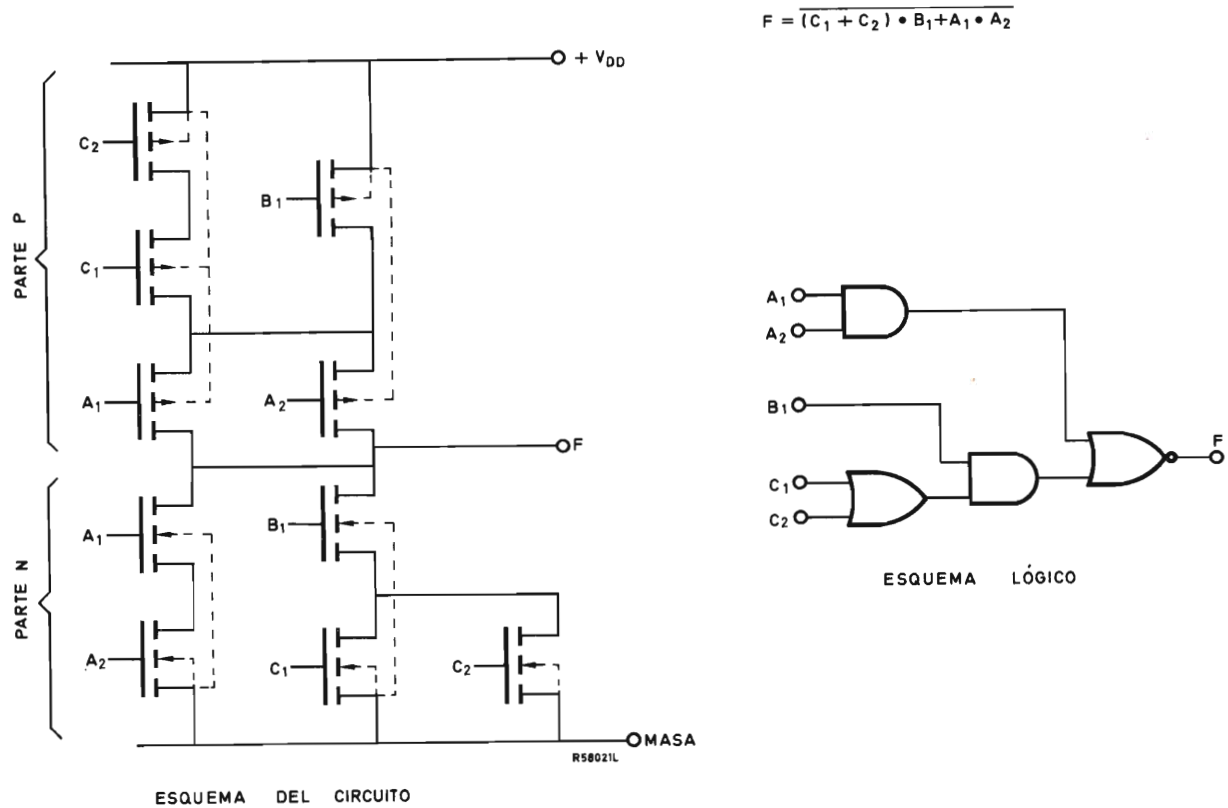 F = (C₁ + C₂) • B₁ + A₁ • A₂
+ V_DD
C₂
B₁
PARTE P
C₁
A₁
A₂
F
PARTE N
A₁
B₁
A₂
C₁
C₂
MASA
R58021L
ESQUEMA DEL CIRCUITO
A₁
A₂
B₁
C₁
C₂
F
ESQUEMA LÓGICO